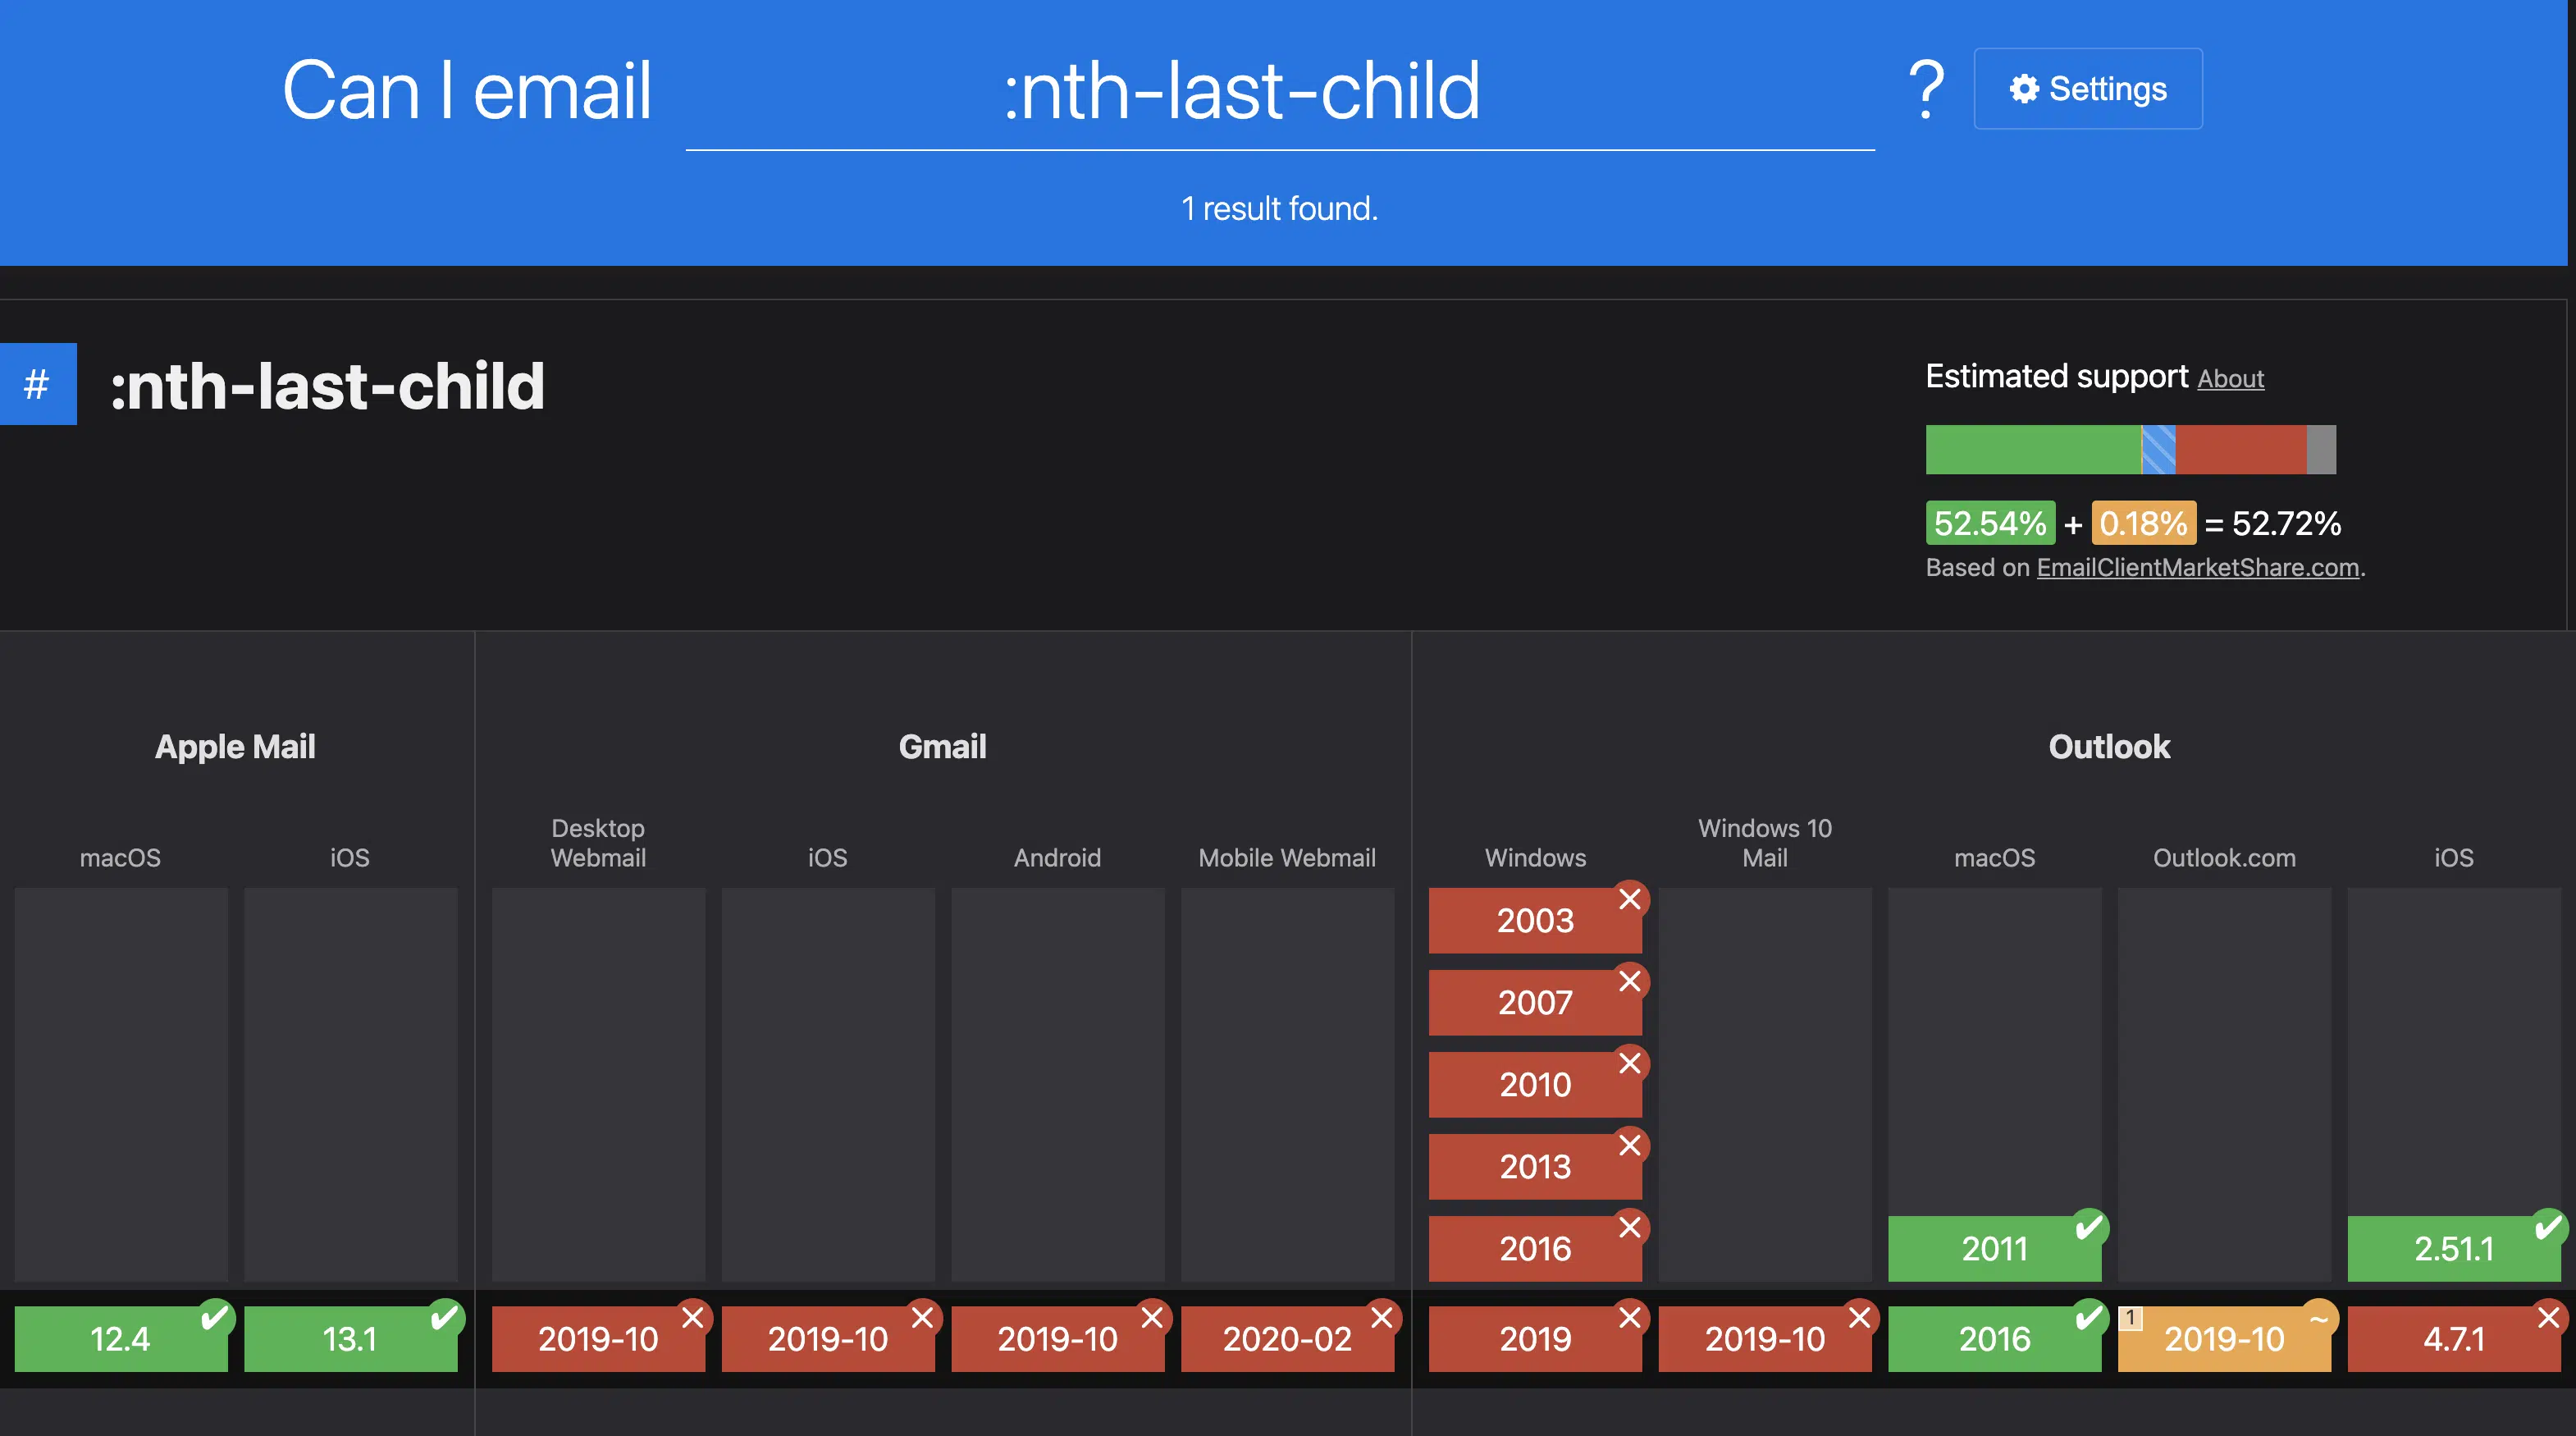 Can I email :nth-last-child ? Settings
1 result found.
# :nth-last-child
Estimated support About
52.54% + 0.18% = 52.72%
Based on EmailClientMarketShare.com.
Apple Mail
macOS
iOS
12.4
13.1
Gmail
Desktop
Webmail
iOS
Android
Mobile Webmail
2019-10
2019-10
2019-10
2020-02
Outlook
Windows
Windows 10
Mail
macOS
Outlook.com
iOS
2003
2007
2010
2013
2016
2011
2.51.1
2019
2019-10
2016
1
2019-10
~
4.7.1